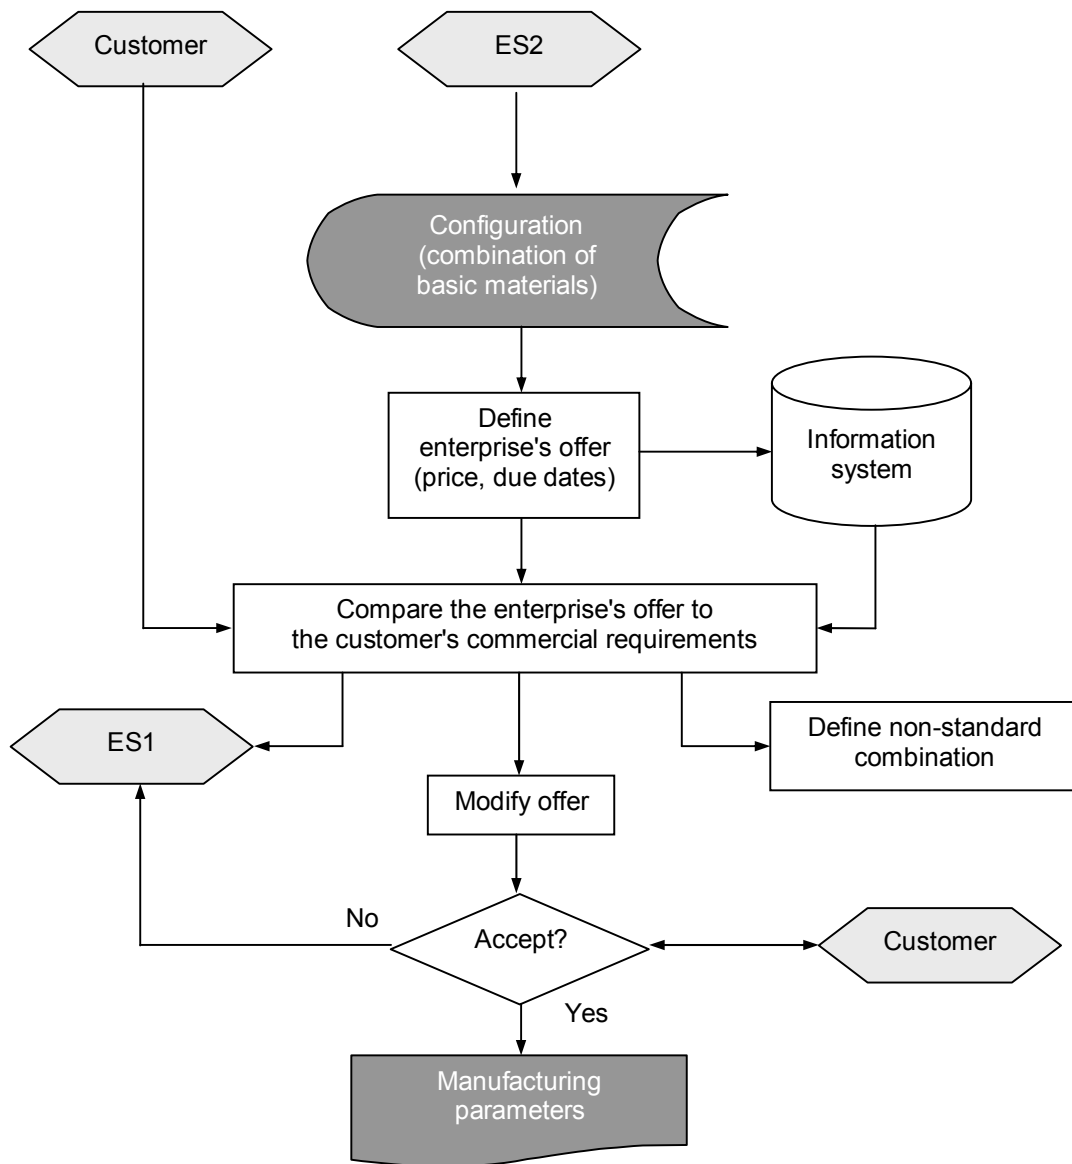 Customer
ES2
Configuration
(combination of
basic materials)
Define
enterprise's offer
(price, due dates)
Information
system
Compare the enterprise's offer to
the customer's commercial requirements
ES1
Define non-standard
combination
Modify offer
No
Accept?
Customer
Yes
Manufacturing
parameters